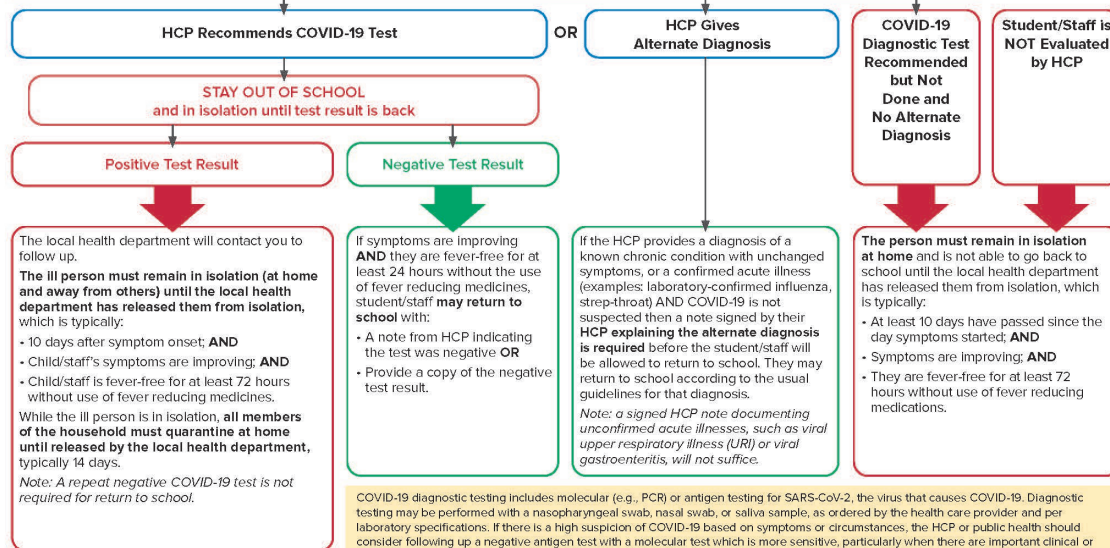 HCP Recommends COVID-19 Test
OR
HCP Gives
Alternate Diagnosis
COVID-19
Diagnostic Test
Recommended
but Not
Done and
No Alternate
Diagnosis
Student/Staff is
NOT Evaluated
by HCP
STAY OUT OF SCHOOL
and in isolation until test result is back
Positive Test Result
Negative Test Result
The local health department will contact you to
follow up.
The ill person must remain in isolation (at home
and away from others) until the local health
department has released them from isolation,
which is typically:
• 10 days after symptom onset; AND
• Child/staff's symptoms are improving; AND
• Child/staff is fever-free for at least 72 hours
without use of fever reducing medicines.
While the ill person is in isolation, all members
of the household must quarantine at home
until released by the local health department,
typically 14 days.
Note: A repeat negative COVID-19 test is not
required for return to school.
If symptoms are improving
AND they are fever-free for at
least 24 hours without the use
of fever reducing medicines,
student/staff may return to
school with:
• A note from HCP indicating
the test was negative OR
• Provide a copy of the negative
test result.
If the HCP provides a diagnosis of a
known chronic condition with unchanged
symptoms, or a confirmed acute illness
(examples: laboratory-confirmed influenza,
strep-throat) AND COVID-19 is not
suspected then a note signed by their
HCP explaining the alternate diagnosis
is required before the student/staff will
be allowed to return to school. They may
return to school according to the usual
guidelines for that diagnosis.
Note: a signed HCP note documenting
unconfirmed acute illnesses, such as viral
upper respiratory illness (URI) or viral
gastroenteritis, will not suffice.
The person must remain in isolation
at home and is not able to go back to
school until the local health department
has released them from isolation, which
is typically:
• At least 10 days have passed since the
day symptoms started; AND
• Symptoms are improving; AND
• They are fever-free for at least 72
hours without use of fever reducing
medications.
COVID-19 diagnostic testing includes molecular (e.g., PCR) or antigen testing for SARS-CoV-2, the virus that causes COVID-19. Diagnostic
testing may be performed with a nasopharyngeal swab, nasal swab, or saliva sample, as ordered by the health care provider and per
laboratory specifications. If there is a high suspicion of COVID-19 based on symptoms or circumstances, the HCP or public health should
consider following up a negative antigen test with a molecular test which is more sensitive, particularly when there are important clinical or